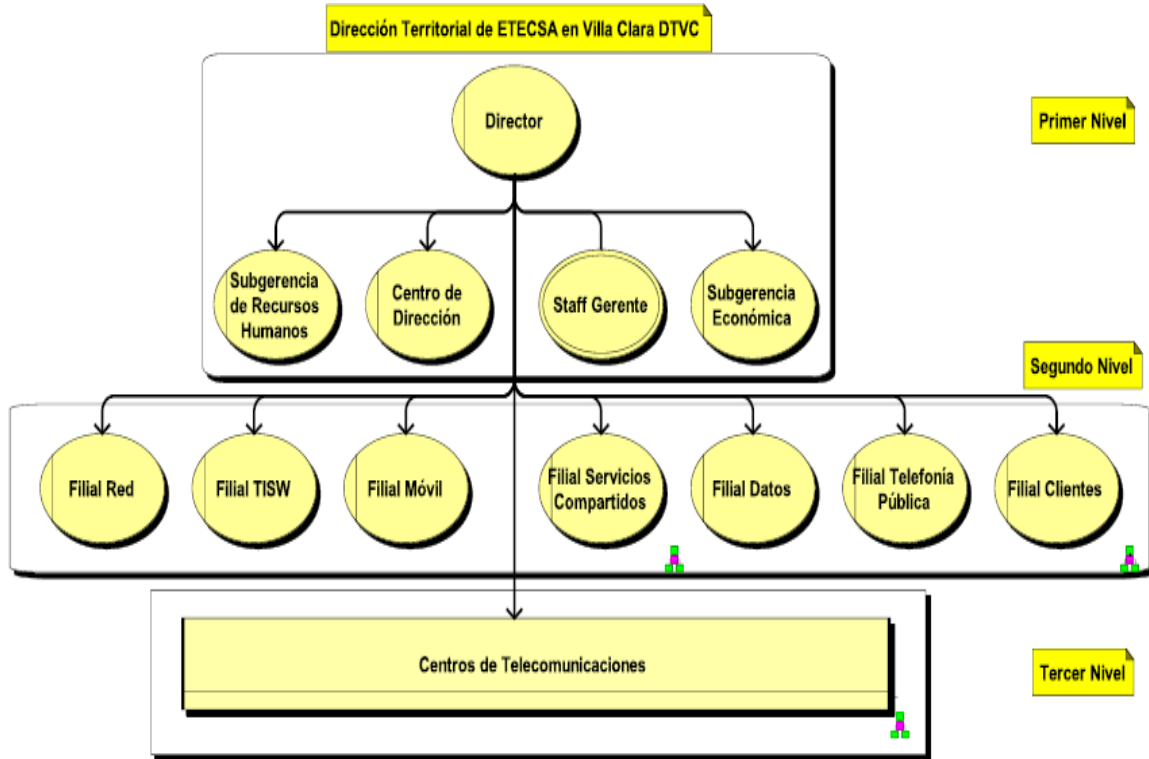 Dirección Territorial de ETECSA en Villa Clara DTVC
Director
Primer Nivel
Subgerencia
de Recursos
Humanos
Centro de
Dirección
Staff Gerente
Subgerencia
Económica
Segundo Nivel
Filial Red
Filial TISW
Filial Móvil
Filial Servicios
Compartidos
Filial Datos
Filial Telefonía
Pública
Filial Clientes
Centros de Telecomunicaciones
Tercer Nivel